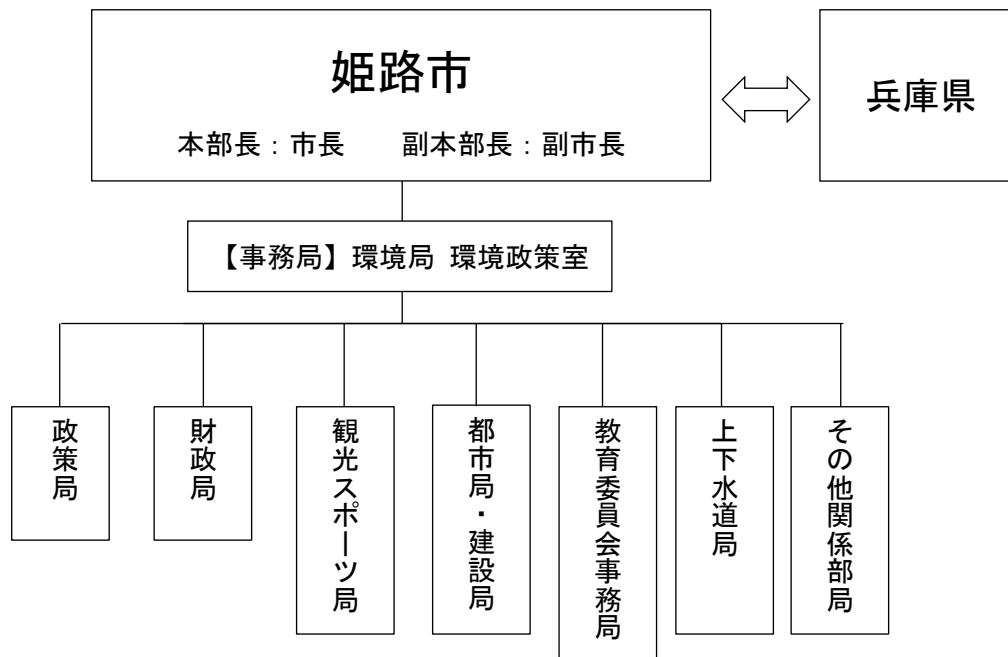 姫路市
本部長：市長　　副本部長：副市長
兵庫県
【事務局】環境局 環境政策室
政策局
財政局
観光スポーツ局
都市局・建設局
教育委員会事務局
上下水道局
その他関係部局